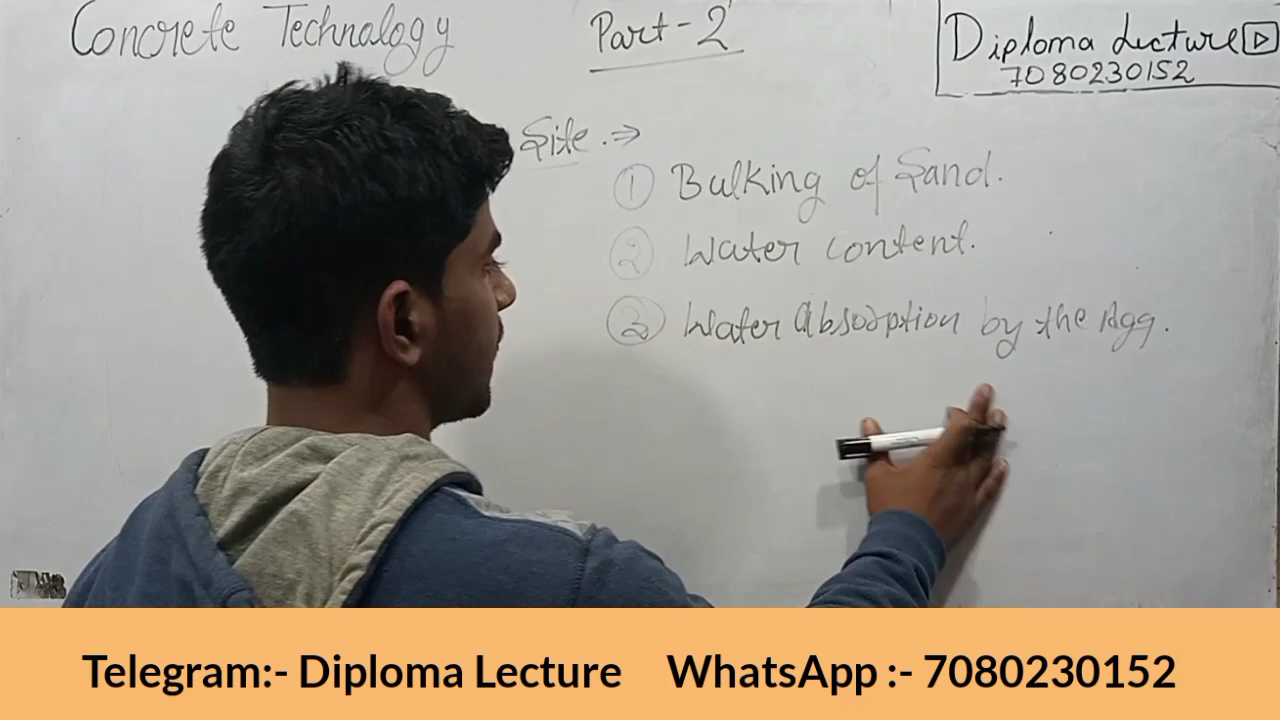 Concrete Technology
Part-2
Diploma Lecture
7080230152
Site :⇒
① Bulking of Sand.
② Water content.
③ Water Absorption by the Agg.
Telegram:- Diploma Lecture WhatsApp :- 7080230152